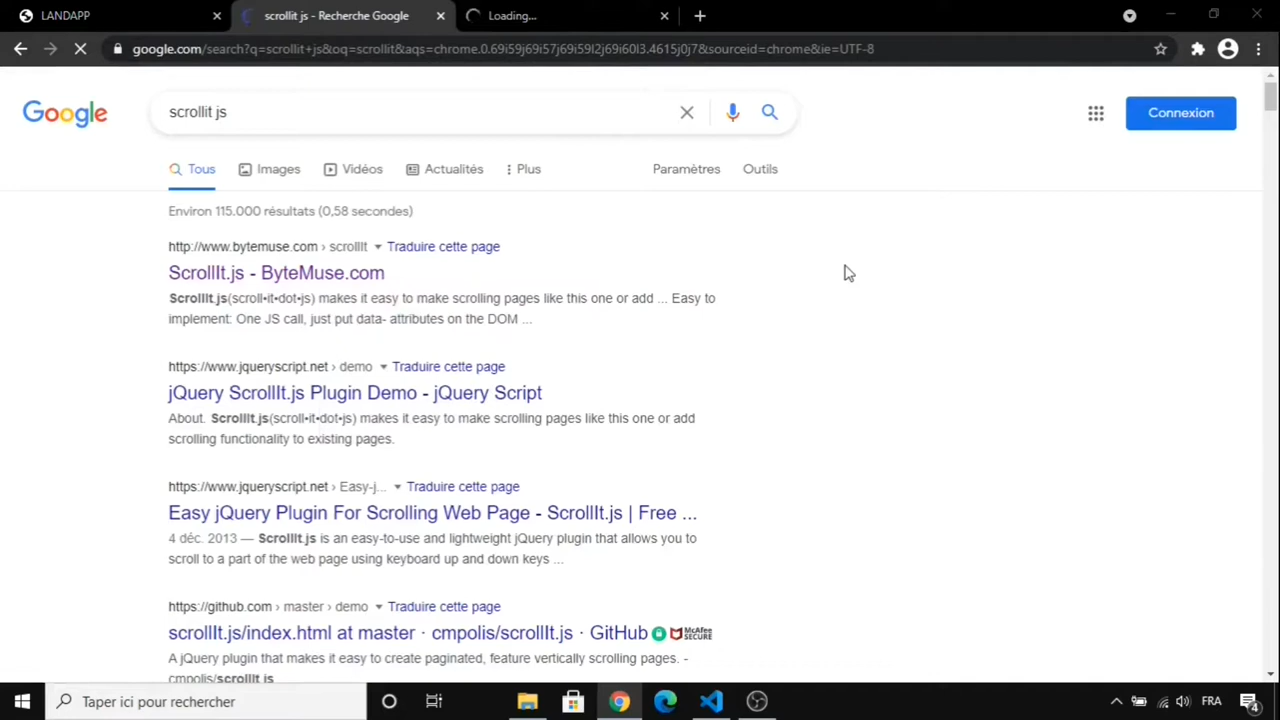 LANDAPP
scrollit js - Recherche Google
Loading...
google.com/search?q=scrollit+js&oq=scrollit&aqs=chrome.0.69i59j69i57j69i59l2j69i60l3.4615j0j7&sourceid=chrome&ie=UTF-8
Google
scrollit js
Connexion
Tous
Images
Vidéos
Actualités
Plus
Paramètres
Outils
Environ 115.000 résultats (0,58 secondes)
http://www.bytemuse.com › scrollIt Traduire cette page
ScrollIt.js - ByteMuse.com
ScrollIt.js(scroll•it•dot•js) makes it easy to make scrolling pages like this one or add ... Easy to
implement: One JS call, just put data- attributes on the DOM ...
https://www.jqueryscript.net › demo Traduire cette page
jQuery ScrollIt.js Plugin Demo - jQuery Script
About. ScrollIt.js(scroll•it•dot•js) makes it easy to make scrolling pages like this one or add
scrolling functionality to existing pages.
https://www.jqueryscript.net › Easy-j... Traduire cette page
Easy jQuery Plugin For Scrolling Web Page - ScrollIt.js | Free ...
4 déc. 2013 — ScrollIt.js is an easy-to-use and lightweight jQuery plugin that allows you to
scroll to a part of the web page using keyboard up and down keys ...
https://github.com › master › demo Traduire cette page
scrollIt.js/index.html at master · cmpolis/scrollIt.js · GitHub McAfee SECURE
A jQuery plugin that makes it easy to create paginated, feature vertically scrolling pages. -
cmpolis/scrollIt.js
Taper ici pour rechercher
FRA
4